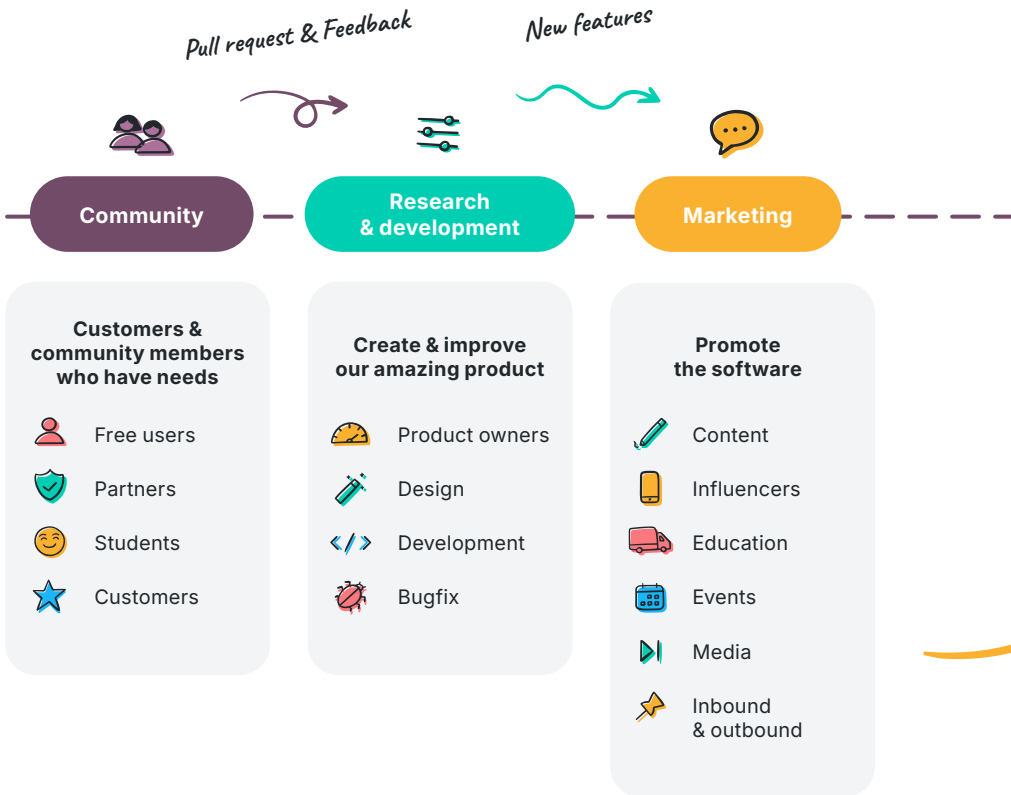 Pull request & Feedback
New features
Community
Research
& development
Marketing
Customers &
community members
who have needs
Free users
Partners
Students
Customers
Create & improve
our amazing product
Product owners
Design
Development
Bugfix
Promote
the software
Content
Influencers
Education
Events
Media
Inbound
& outbound